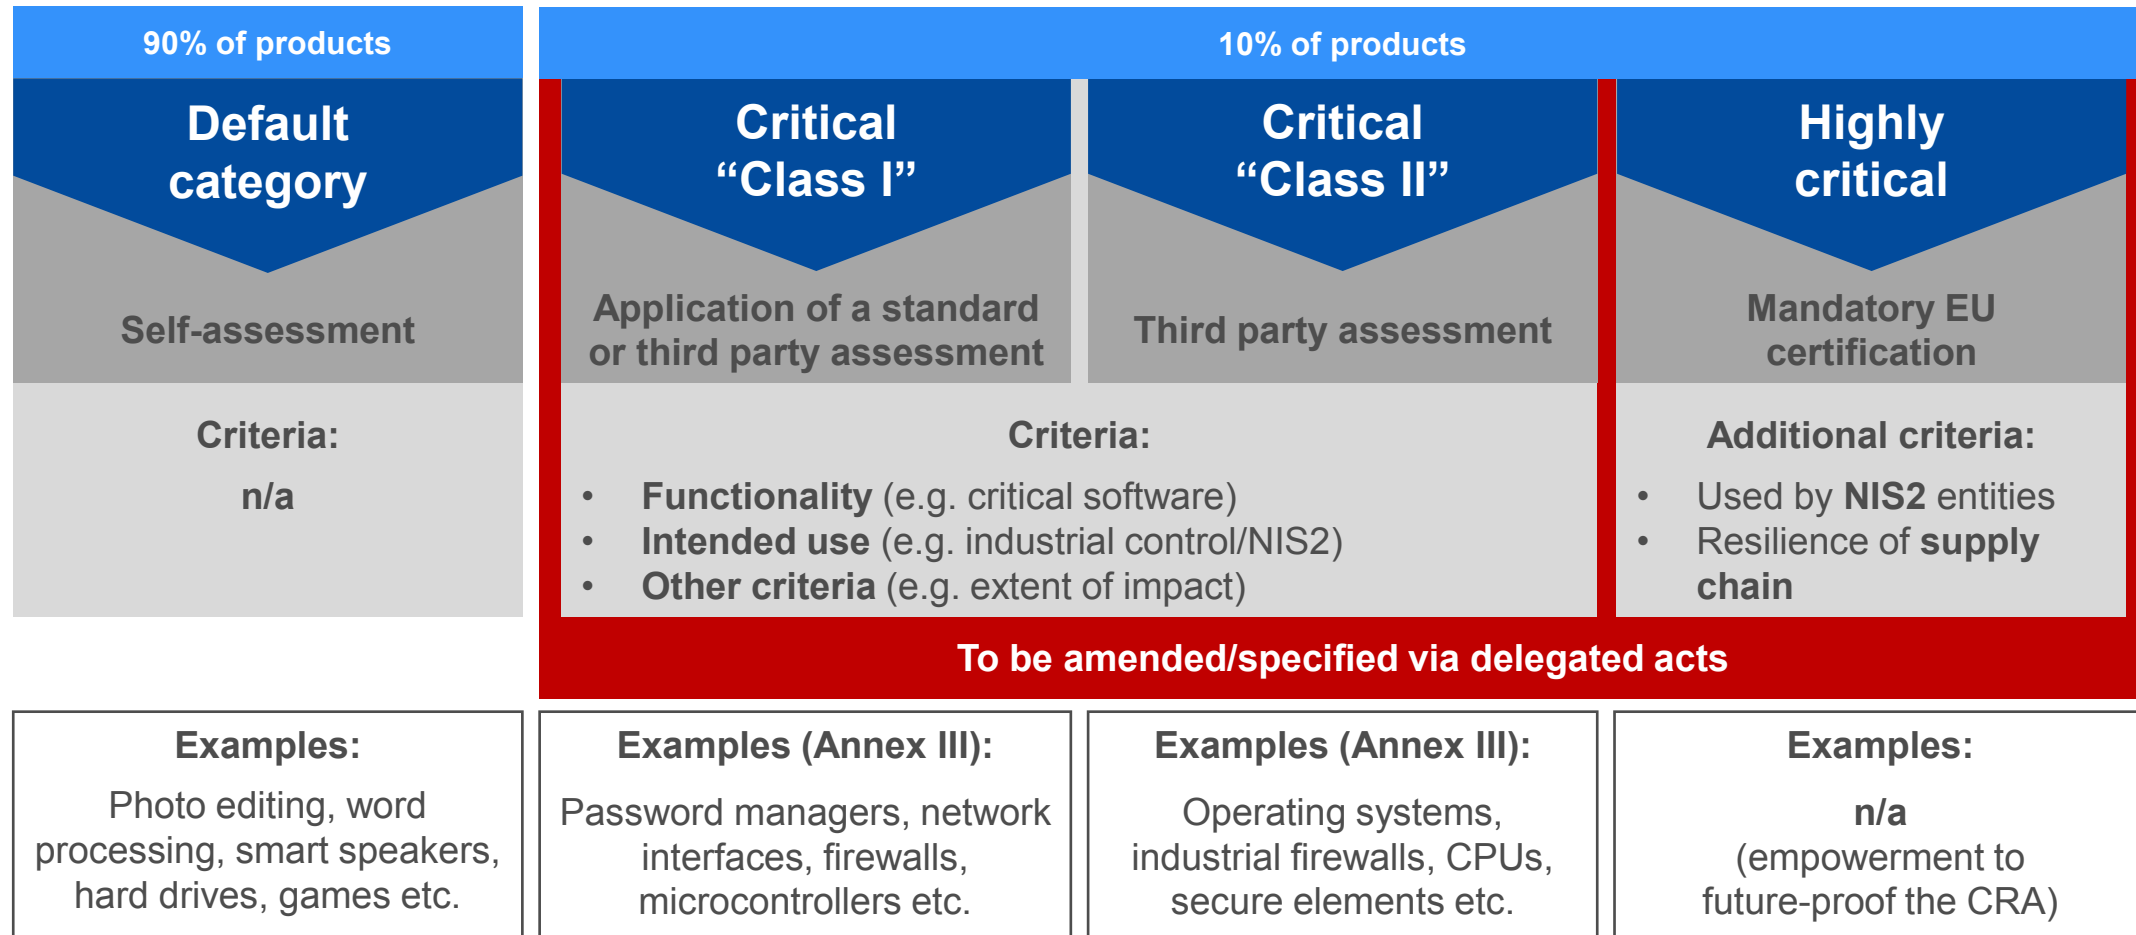 90% of products
10% of products
Default
category
Critical
“Class I”
Critical
“Class II”
Highly
critical
Self-assessment
Application of a standard
or third party assessment
Third party assessment
Mandatory EU
certification
Criteria:
n/a
Criteria:
• Functionality (e.g. critical software)
• Intended use (e.g. industrial control/NIS2)
• Other criteria (e.g. extent of impact)
Additional criteria:
• Used by NIS2 entities
• Resilience of supply
chain
To be amended/specified via delegated acts
Examples:
Photo editing, word
processing, smart speakers,
hard drives, games etc.
Examples (Annex III):
Password managers, network
interfaces, firewalls,
microcontrollers etc.
Examples (Annex III):
Operating systems,
industrial firewalls, CPUs,
secure elements etc.
Examples:
n/a
(empowerment to
future-proof the CRA)